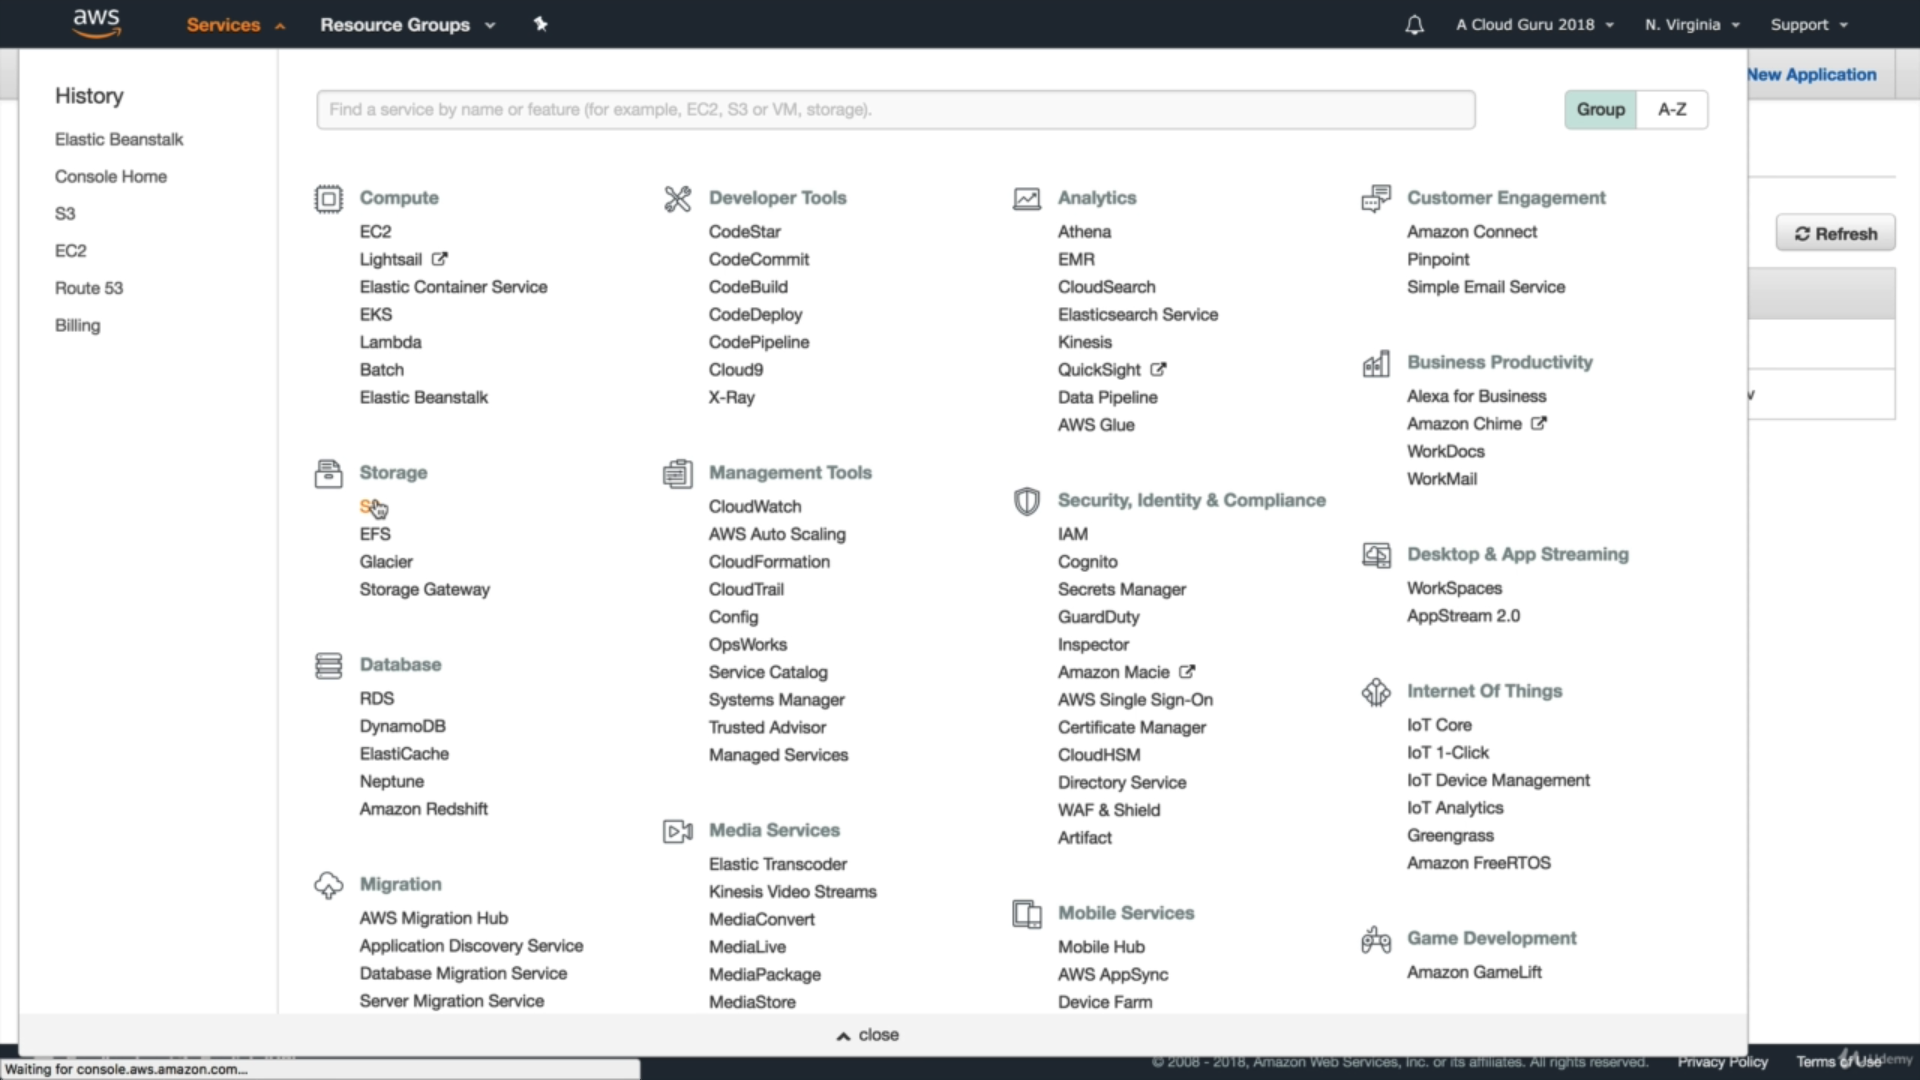 aws
Services
Resource Groups
A Cloud Guru 2018
N. Virginia
Support
New Application
Refresh
History
Elastic Beanstalk
Console Home
S3
EC2
Route 53
Billing
Find a service by name or feature (for example, EC2, S3 or VM, storage).
Group
A-Z
Compute
EC2
Lightsail
Elastic Container Service
EKS
Lambda
Batch
Elastic Beanstalk
Storage
EFS
Glacier
Storage Gateway
Database
RDS
DynamoDB
ElastiCache
Neptune
Amazon Redshift
Migration
AWS Migration Hub
Application Discovery Service
Database Migration Service
Server Migration Service
Developer Tools
CodeStar
CodeCommit
CodeBuild
CodeDeploy
CodePipeline
Cloud9
X-Ray
Management Tools
CloudWatch
AWS Auto Scaling
CloudFormation
CloudTrail
Config
OpsWorks
Service Catalog
Systems Manager
Trusted Advisor
Managed Services
Media Services
Elastic Transcoder
Kinesis Video Streams
MediaConvert
MediaLive
MediaPackage
MediaStore
Analytics
Athena
EMR
CloudSearch
Elasticsearch Service
Kinesis
QuickSight
Data Pipeline
AWS Glue
Security, Identity & Compliance
IAM
Cognito
Secrets Manager
GuardDuty
Inspector
Amazon Macie
AWS Single Sign-On
Certificate Manager
CloudHSM
Directory Service
WAF & Shield
Artifact
Mobile Services
Mobile Hub
AWS AppSync
Device Farm
Customer Engagement
Amazon Connect
Pinpoint
Simple Email Service
Business Productivity
Alexa for Business
Amazon Chime
WorkDocs
WorkMail
Desktop & App Streaming
WorkSpaces
AppStream 2.0
Internet Of Things
IoT Core
IoT 1-Click
IoT Device Management
IoT Analytics
Greengrass
Amazon FreeRTOS
Game Development
Amazon GameLift
close
Waiting for console.aws.amazon.com...
© 2008 - 2018, Amazon Web Services, Inc. or its affiliates. All rights reserved.
Privacy Policy
Terms of Use